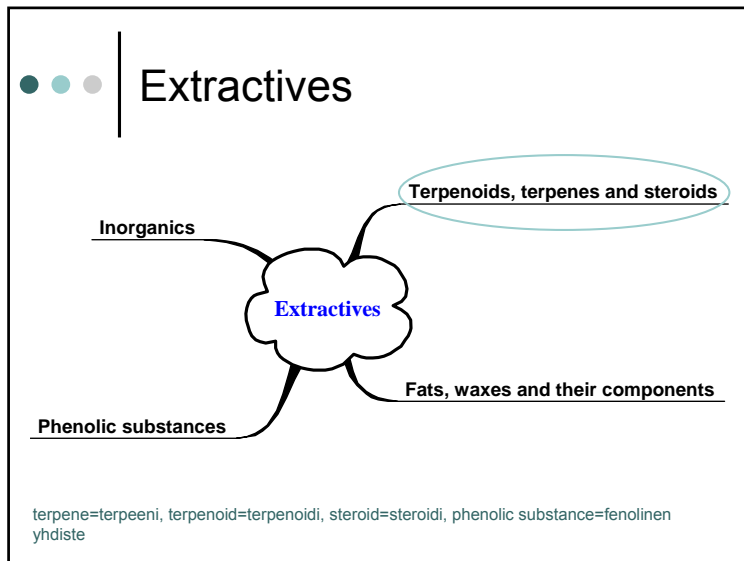 Extractives
Terpenoids, terpenes and steroids
Inorganics
Extractives
Fats, waxes and their components
Phenolic substances
terpene=terpeeni, terpenoid=terpenoidi, steroid=steroidi, phenolic substance=fenolinen
yhdiste